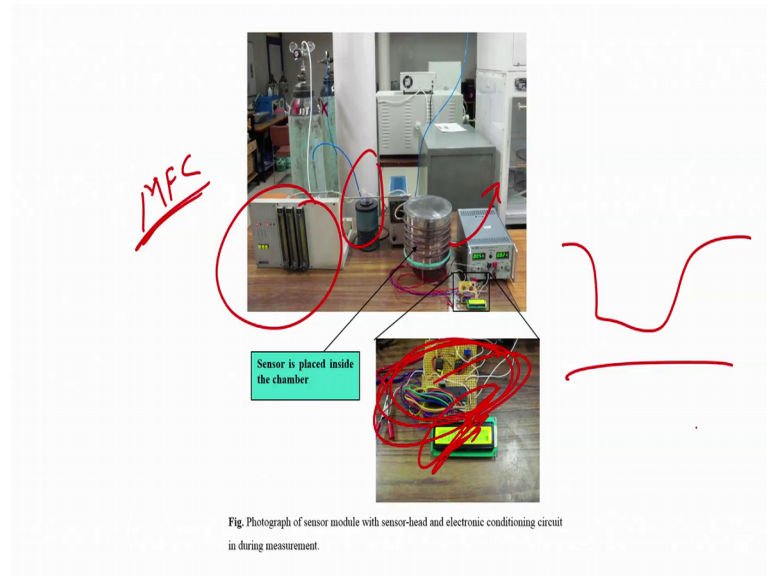 MFC
Sensor is placed inside
the chamber
Fig. Photograph of sensor module with sensor-head and electronic conditioning circuit
in during measurement.